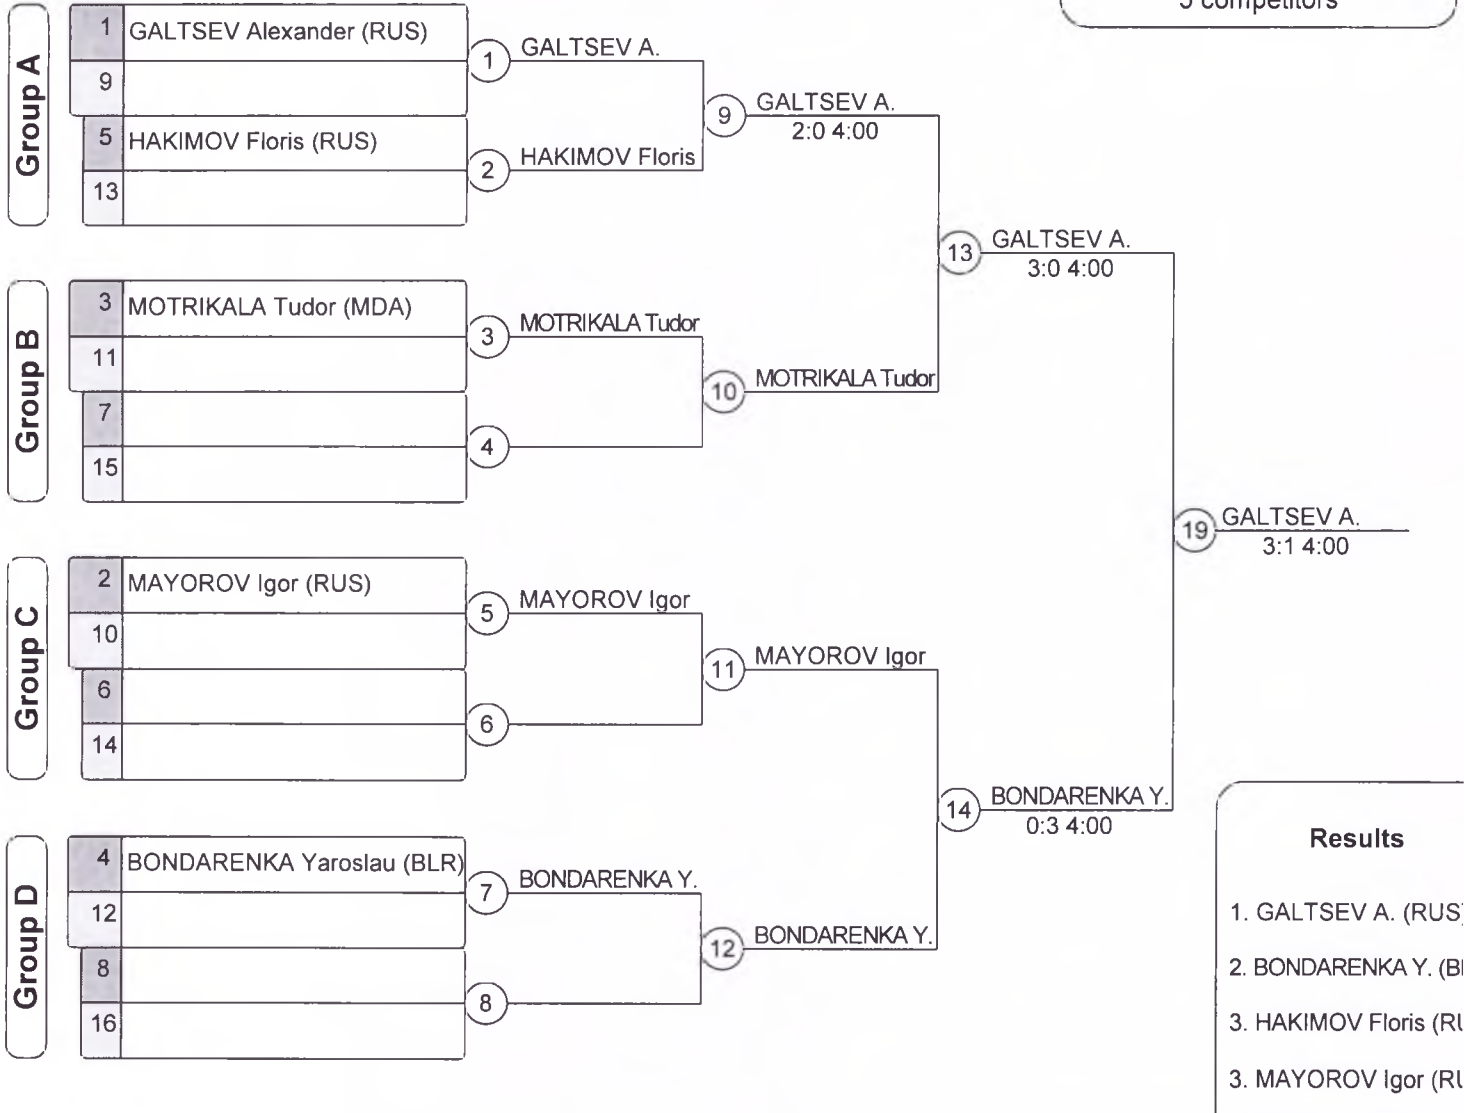 5 competitors
Group A
1 GALTSEV Alexander (RUS)
9
5 HAKIMOV Floris (RUS)
13
1 GALTSEV A.
2 HAKIMOV Floris
9 GALTSEV A.
2:0 4:00
13 GALTSEV A.
3:0 4:00
Group B
3 MOTRIKALA Tudor (MDA)
11
7
15
3 MOTRIKALA Tudor
4
10 MOTRIKALA Tudor
19 GALTSEV A.
3:1 4:00
Group C
2 MAYOROV Igor (RUS)
10
6
14
5 MAYOROV Igor
6
11 MAYOROV Igor
14 BONDARENKA Y.
0:3 4:00
Group D
4 BONDARENKA Yaroslau (BLR)
12
8
16
7 BONDARENKA Y.
8
12 BONDARENKA Y.
Results
1. GALTSEV A. (RUS)
2. BONDARENKA Y. (BL
3. HAKIMOV Floris (RU
3. MAYOROV Igor (RU